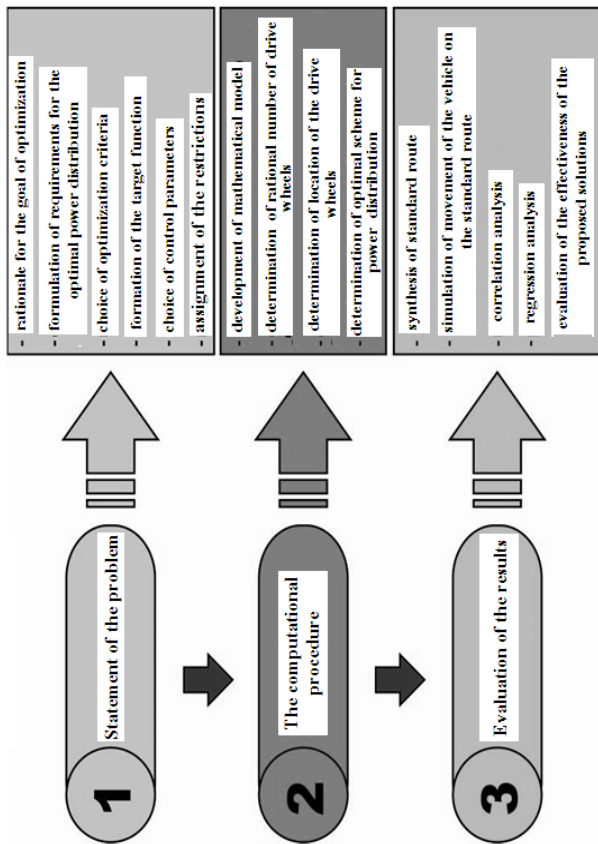 1
Statement of the problem
- rationale for the goal of optimization
- formulation of requirements for the
optimal power distribution
- choice of optimization criteria
- formation of the target function
- choice of control parameters
- assignment of the restrictions
2
The computational
procedure
- development of mathematical model
- determination of rational number of drive
wheels
- determination of location of the drive
wheels
- determination of optimal scheme for
power distribution
3
Evaluation of the results
- synthesis of standard route
- simulation of movement of the vehicle on
the standard route
- correlation analysis
- regression analysis
- evaluation of the effectiveness of the
proposed solutions